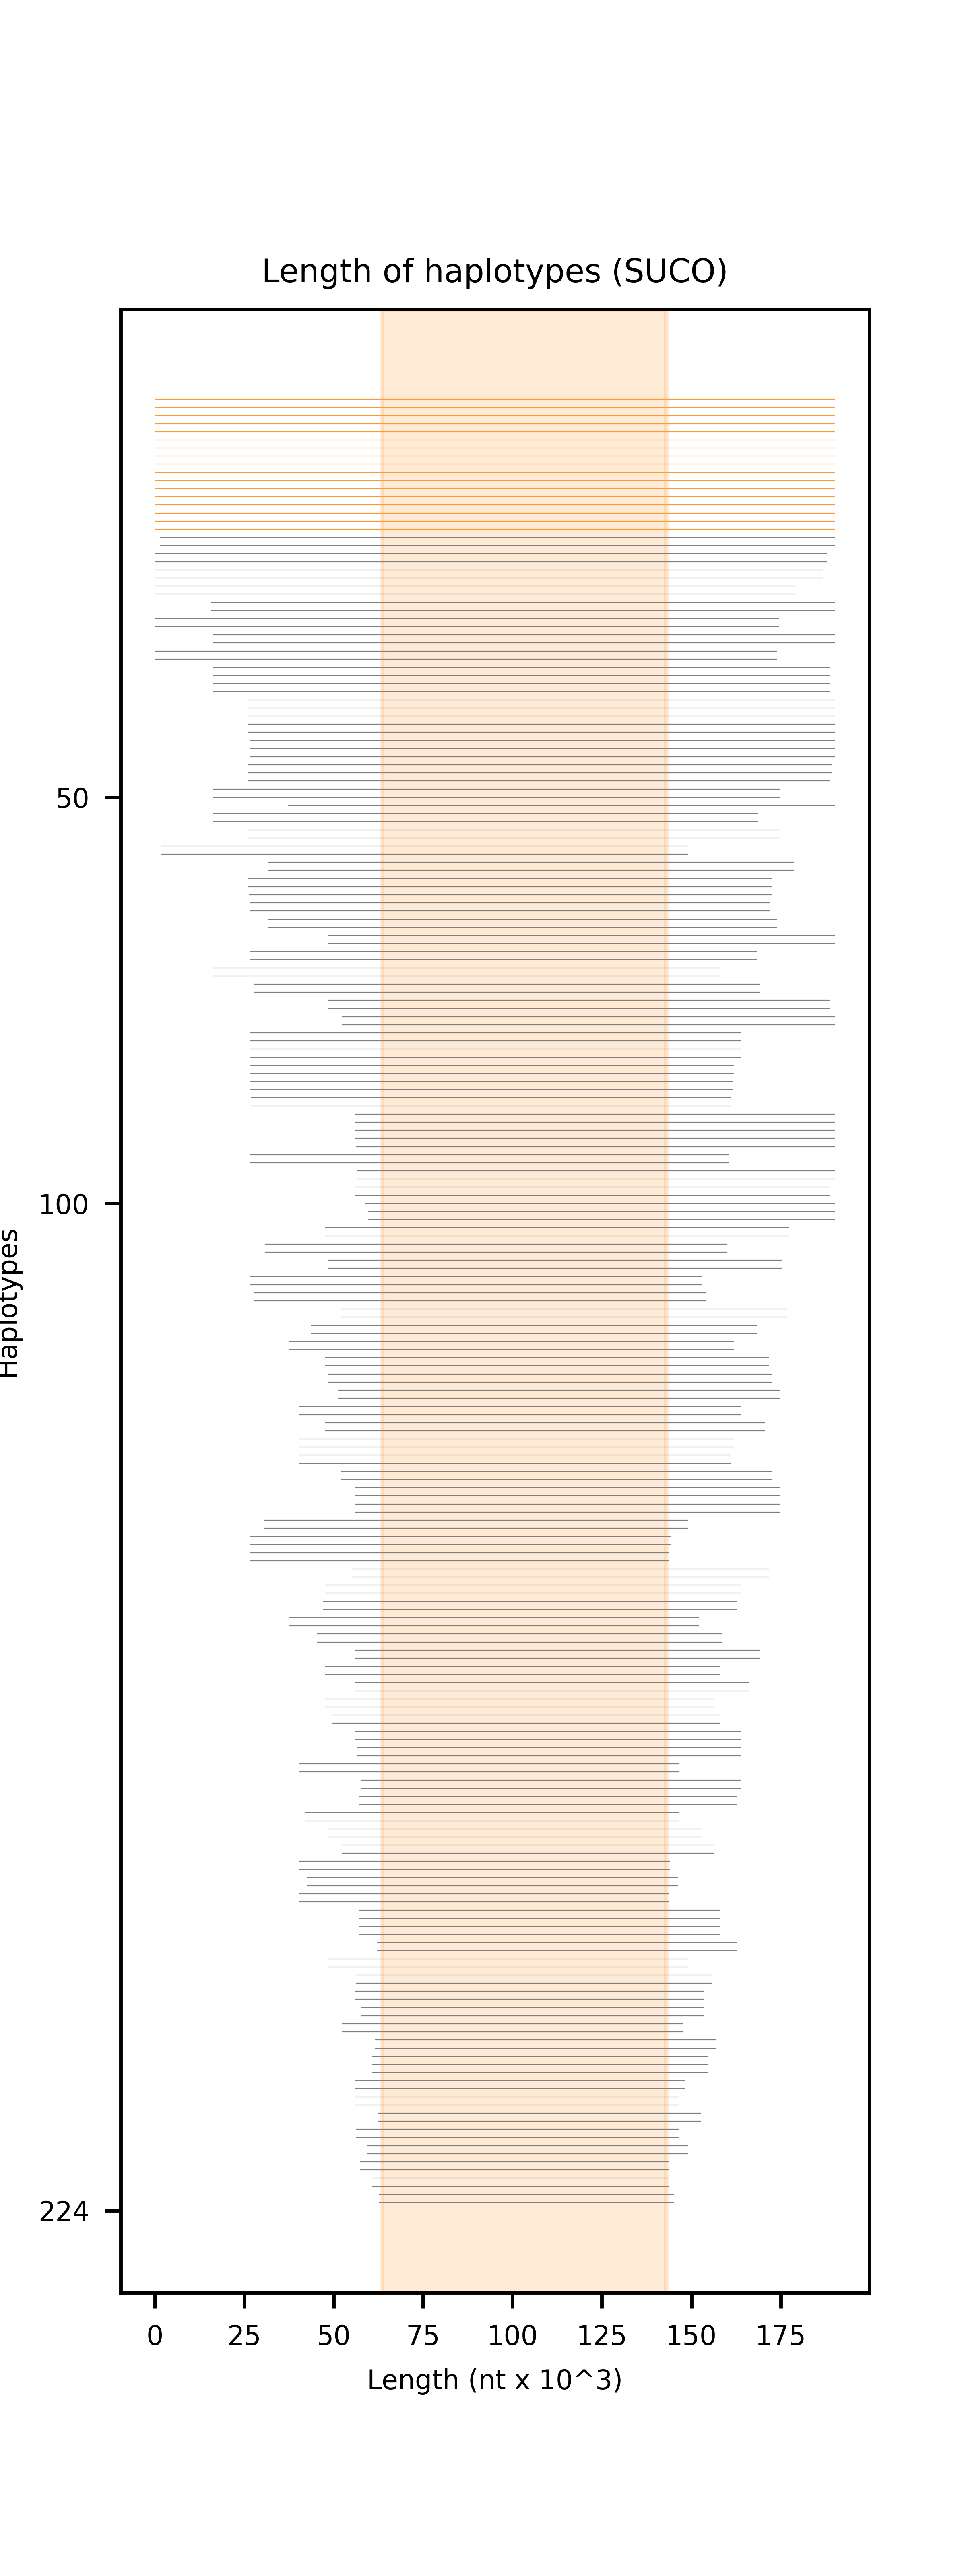 Length of haplotypes (SUCO)
50
100
Haplotypes
224
0 25 50 75 100 125 150 175
Length (nt x 10^3)